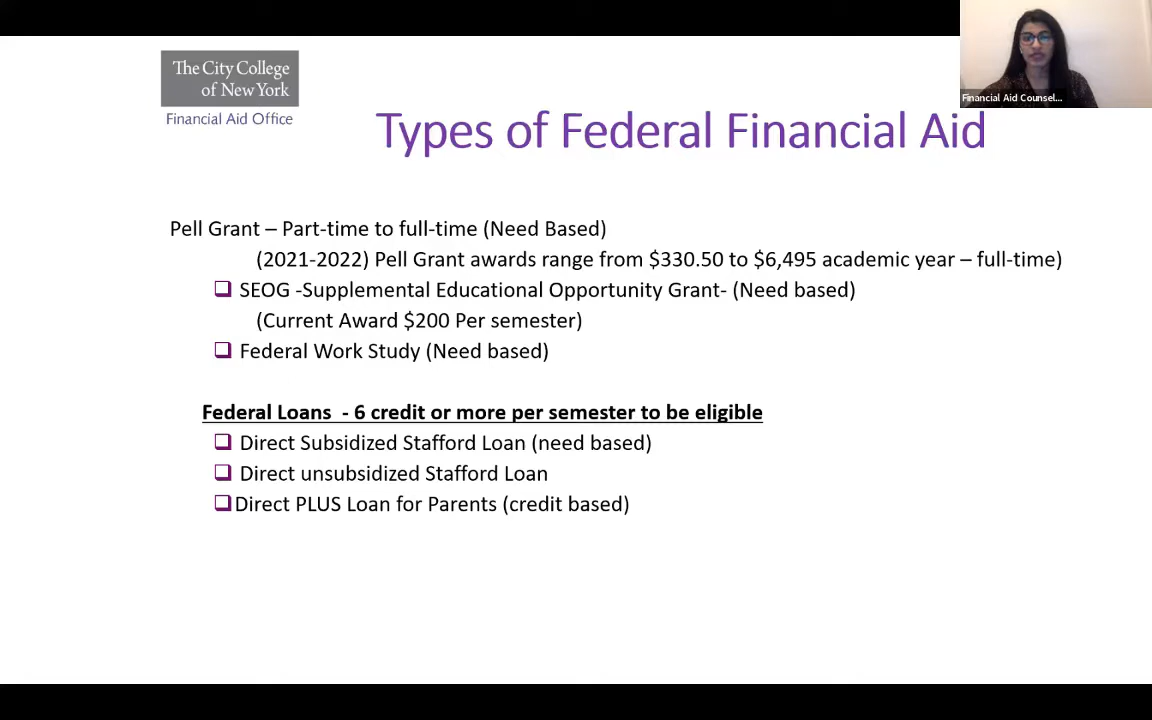 The City College
of New York
Financial Aid Office
Financial Aid Counsel...
Types of Federal Financial Aid
Pell Grant – Part-time to full-time (Need Based)
(2021-2022) Pell Grant awards range from $330.50 to $6,495 academic year – full-time)
SEOG -Supplemental Educational Opportunity Grant- (Need based)
(Current Award $200 Per semester)
Federal Work Study (Need based)
Federal Loans - 6 credit or more per semester to be eligible
Direct Subsidized Stafford Loan (need based)
Direct unsubsidized Stafford Loan
Direct PLUS Loan for Parents (credit based)